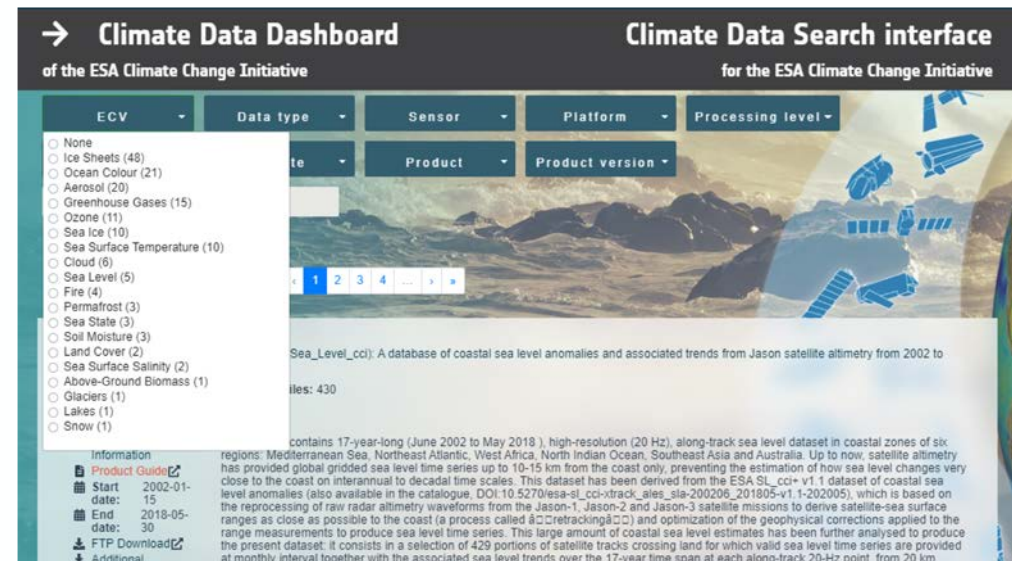 → Climate Data Dashboard
of the ESA Climate Change Initiative
Climate Data Search interface
for the ESA Climate Change Initiative
ECV
Data type
Sensor
Platform
Processing level
te
Product
Product version
None
Ice Sheets (48)
Ocean Colour (21)
Aerosol (20)
Greenhouse Gases (15)
Ozone (11)
Sea Ice (10)
Sea Surface Temperature (10)
Cloud (6)
Sea Level (5)
Fire (4)
Permafrost (3)
Sea State (3)
Soil Moisture (3)
Land Cover (2)
Sea Surface Salinity (2)
Above-Ground Biomass (1)
Glaciers (1)
Lakes (1)
Snow (1)
‹ 1 2 3 4 ... › »
Sea_Level_cci): A database of coastal sea level anomalies and associated trends from Jason satellite altimetry from 2002 to
iles: 430
Information
Product Guide
Start date: 2002-01-15
End date: 2018-05-30
FTP Download
Additional
contains 17-year-long (June 2002 to May 2018 ), high-resolution (20 Hz), along-track sea level dataset in coastal zones of six
regions: Mediterranean Sea, Northeast Atlantic, West Africa, North Indian Ocean, Southeast Asia and Australia. Up to now, satellite altimetry
has provided global gridded sea level time series up to 10-15 km from the coast only, preventing the estimation of how sea level changes very
close to the coast on interannual to decadal time scales. This dataset has been derived from the ESA SL_cci+ v1.1 dataset of coastal sea
level anomalies (also available in the catalogue, DOI:10.5270/esa-sl_cci-xtrack_ales_sla-200206_201805-v1.1-202005), which is based on
the reprocessing of raw radar altimetry waveforms from the Jason-1, Jason-2 and Jason-3 satellite missions to derive satellite-sea surface
ranges as close as possible to the coast (a process called â□□retrackingâ□□) and optimization of the geophysical corrections applied to the
range measurements to produce sea level time series. This large amount of coastal sea level estimates has been further analysed to produce
the present dataset: it consists in a selection of 429 portions of satellite tracks crossing land for which valid sea level time series are provided
at monthly interval together with the associated sea level trends over the 17-year time span at each along-track 20-Hz point, from 20 km